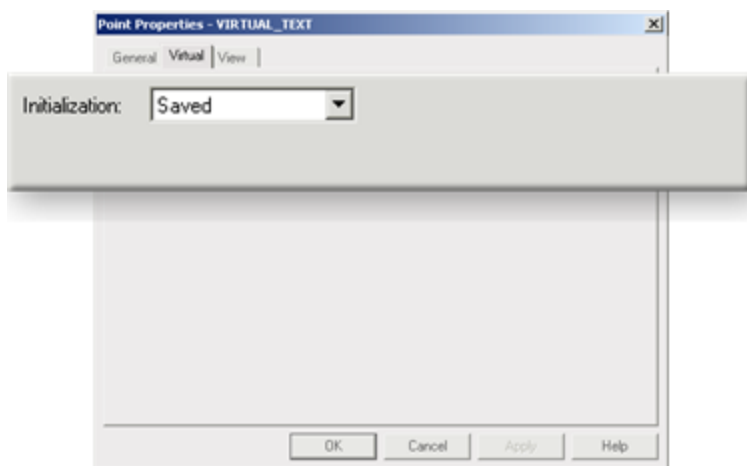 Point Properties - VIRTUAL_TEXT
General Virtual View
Initialization: Saved
OK Cancel Apply Help